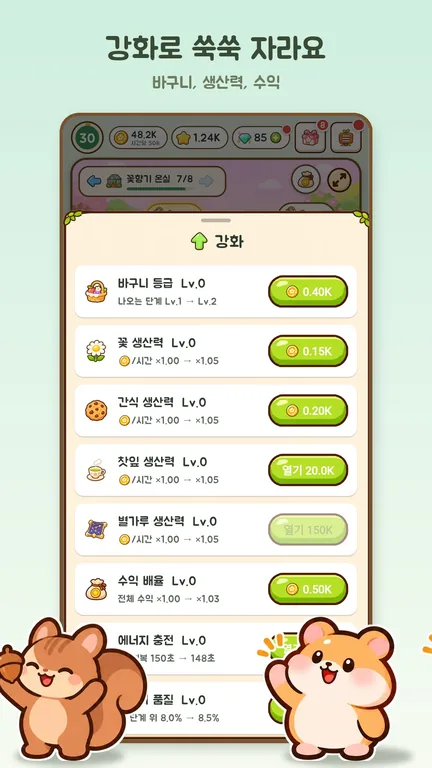 강화로 쑥쑥 자라요
바구니, 생산력, 수익
30
48.2K
시간당 506
1.24K
85
8
꽃향기 온실 7/8
강화
바구니 등급 Lv.0
나오는 단계 Lv.1 → Lv.2
0.40K
꽃 생산력 Lv.0
/시간 ×1.00 → ×1.05
0.15K
간식 생산력 Lv.0
/시간 ×1.00 → ×1.05
0.20K
찻잎 생산력 Lv.0
/시간 ×1.00 → ×1.05
열기 20.0K
별가루 생산력 Lv.0
/시간 ×1.00 → ×1.05
열기 150K
수익 배율 Lv.0
전체 수익 ×1.00 → ×1.03
0.50K
에너지 충전 Lv.0
150초 → 148초
품질 Lv.0
단계 위 8.0% → 8.5%